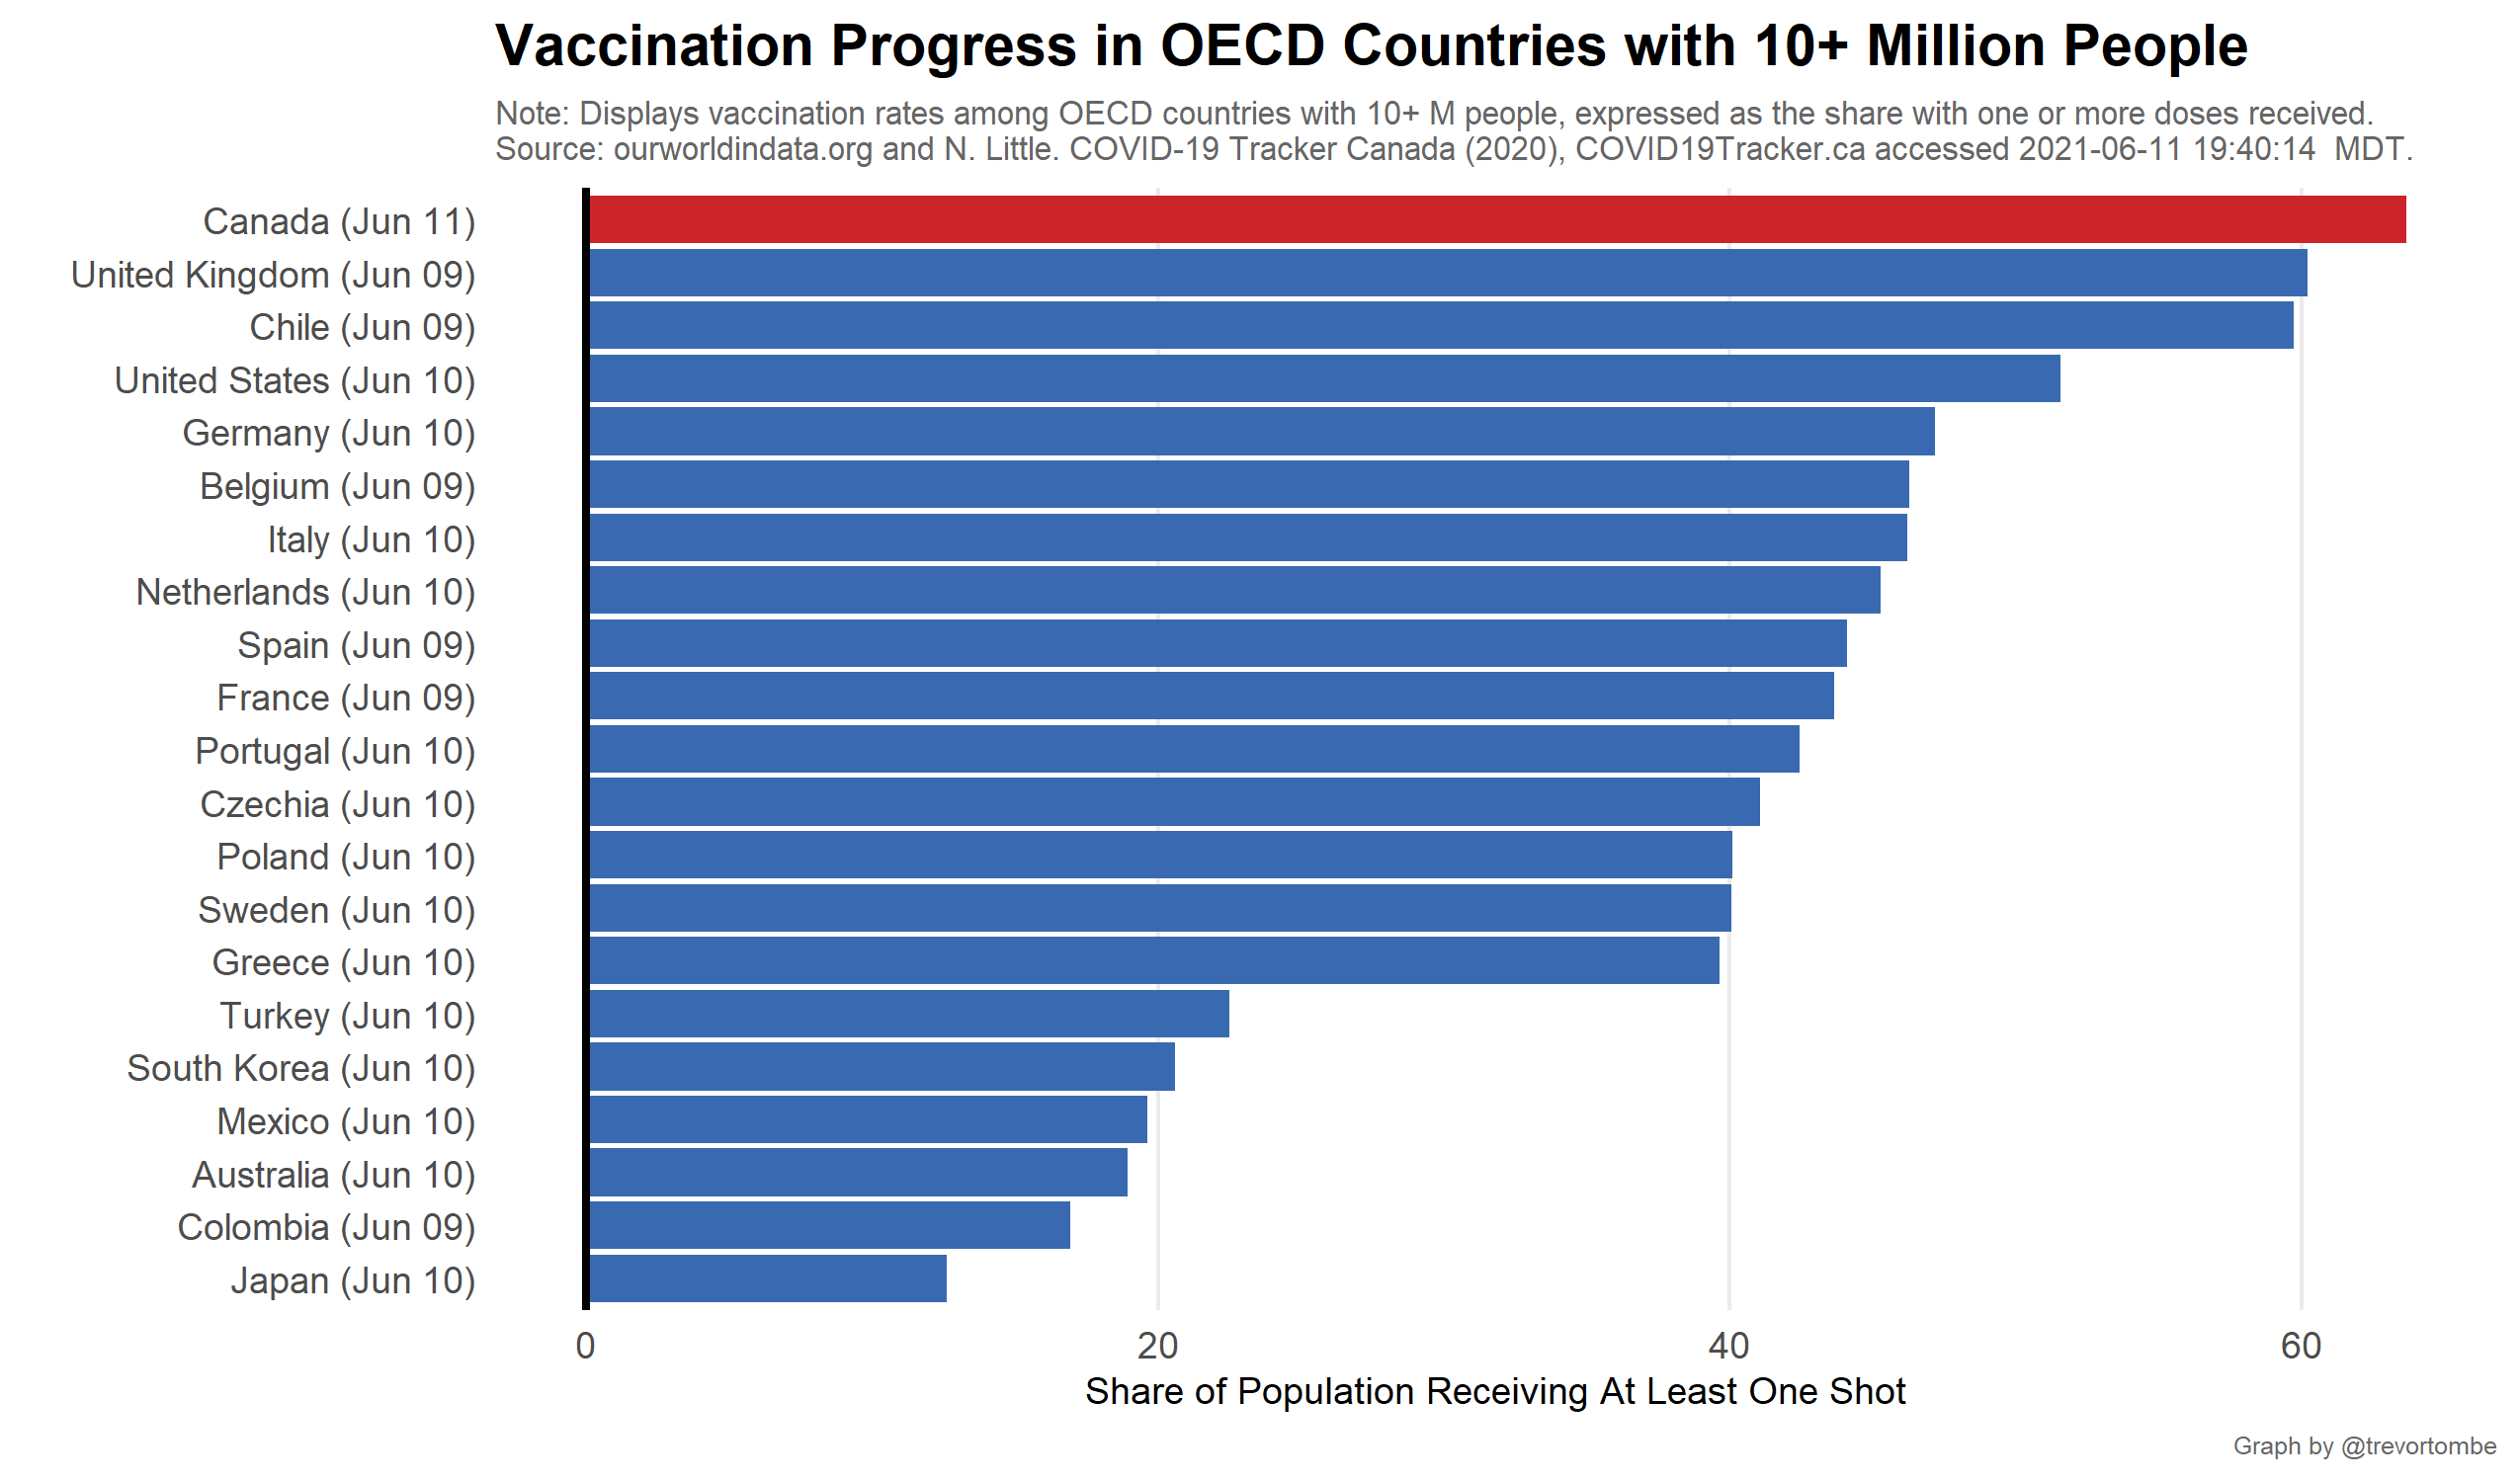 Vaccination Progress in OECD Countries with 10+ Million People
Note: Displays vaccination rates among OECD countries with 10+ M people, expressed as the share with one or more doses received.
Source: ourworldindata.org and N. Little. COVID-19 Tracker Canada (2020), COVID19Tracker.ca accessed 2021-06-11 19:40:14  MDT.
Canada (Jun 11)
United Kingdom (Jun 09)
Chile (Jun 09)
United States (Jun 10)
Germany (Jun 10)
Belgium (Jun 09)
Italy (Jun 10)
Netherlands (Jun 10)
Spain (Jun 09)
France (Jun 09)
Portugal (Jun 10)
Czechia (Jun 10)
Poland (Jun 10)
Sweden (Jun 10)
Greece (Jun 10)
Turkey (Jun 10)
South Korea (Jun 10)
Mexico (Jun 10)
Australia (Jun 10)
Colombia (Jun 09)
Japan (Jun 10)
0 20 40 60
Share of Population Receiving At Least One Shot
Graph by @trevortombe